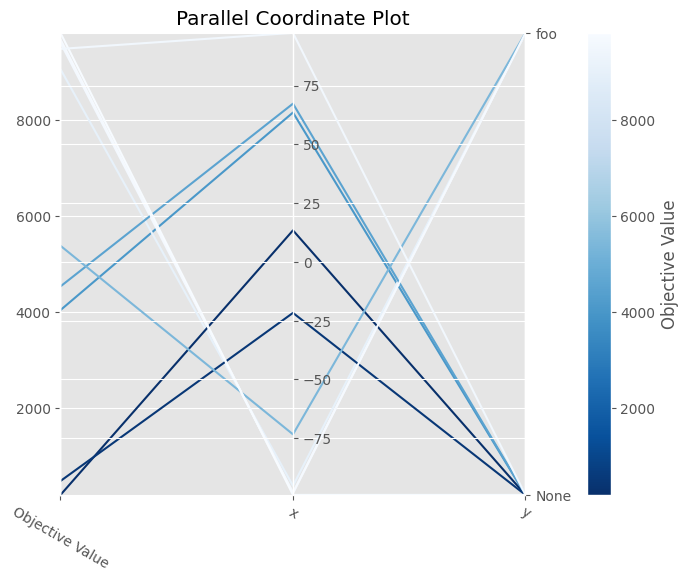 Parallel Coordinate Plot
foo
75
8000
8000
50
25
6000
6000
0
4000
−25
4000
−50
2000
2000
−75
None
Objective Value
x
y
Objective Value